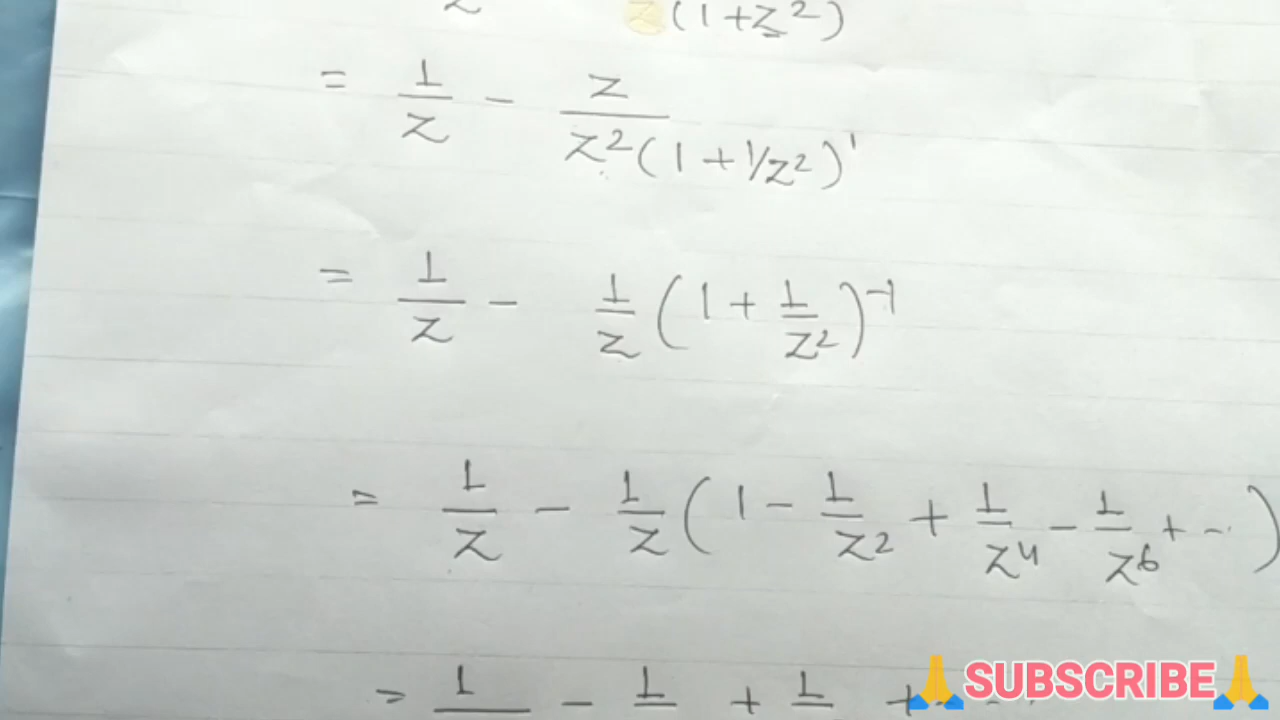 z z(1+z²)
= 1/z - z/z²(1+1/z²)'
= 1/z - 1/z (1 + 1/z²)⁻¹
= 1/z - 1/z (1 - 1/z² + 1/z⁴ - 1/z⁶ + ...)
= 1 - 1 + 1 + ...
🙏SUBSCRIBE🙏